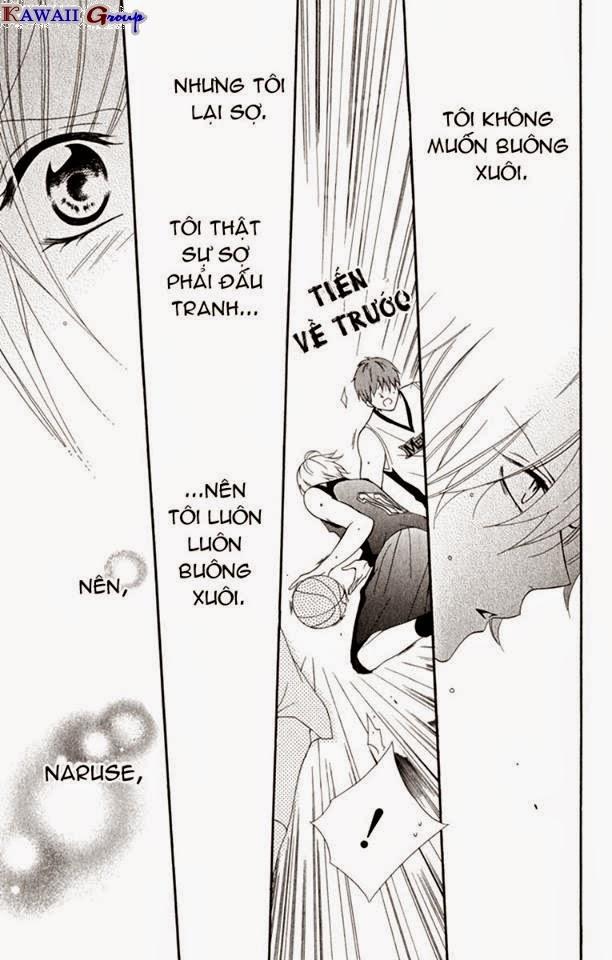 KAWAII Group
TÔI KHÔNG
MUỐN BUÔNG
XUÔI.
TIẾN
VỀ TRƯỚC
!
NHƯNG TÔI
LẠI SỢ.
TÔI THẬT
SỰ SỢ
PHẢI ĐẤU
TRANH...
...NÊN
TÔI LUÔN
LUÔN
BUÔNG
XUÔI.
NÊN,
NARUSE,